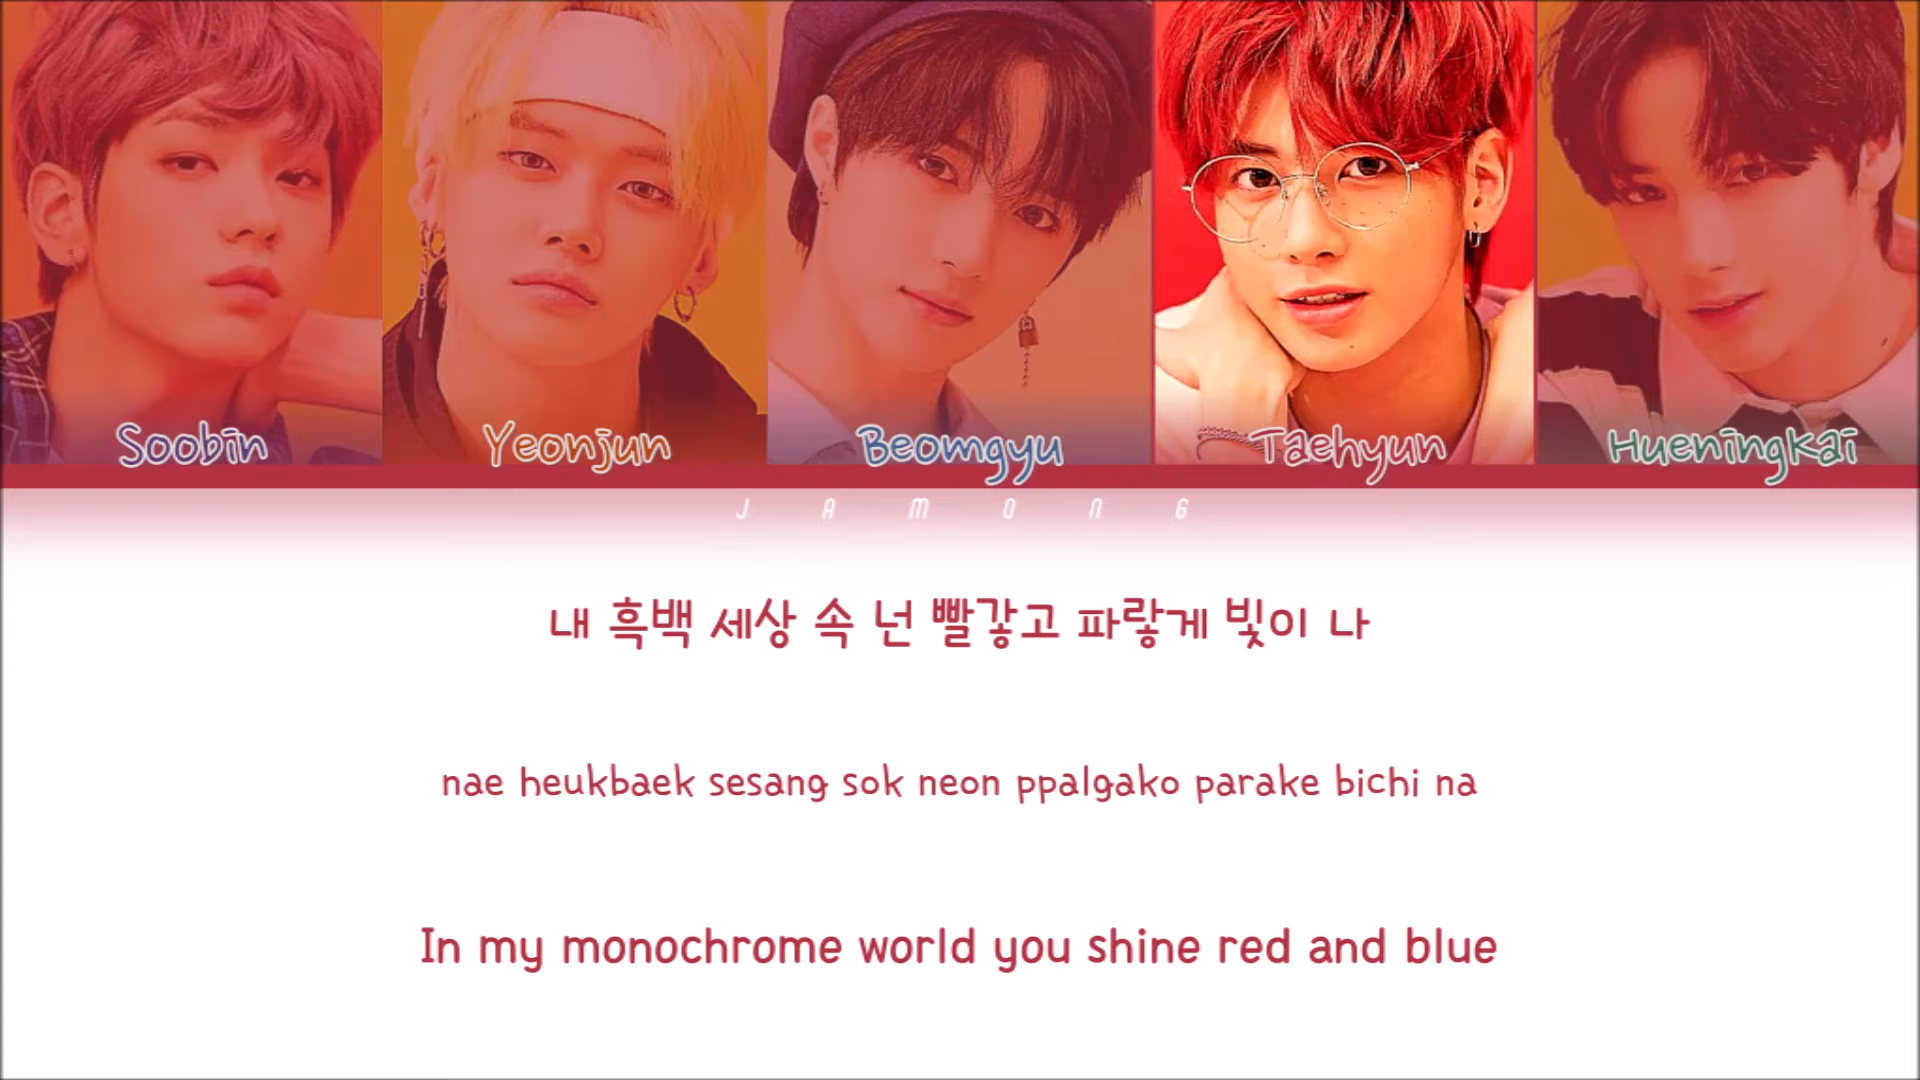 Soobin Yeonjun Beomgyu Taehyun HueningKai
JAMONG
내 흑백 세상 속 넌 빨갛고 파랗게 빛이 나
nae heukbaek sesang sok neon ppalgako parake bichi na
In my monochrome world you shine red and blue